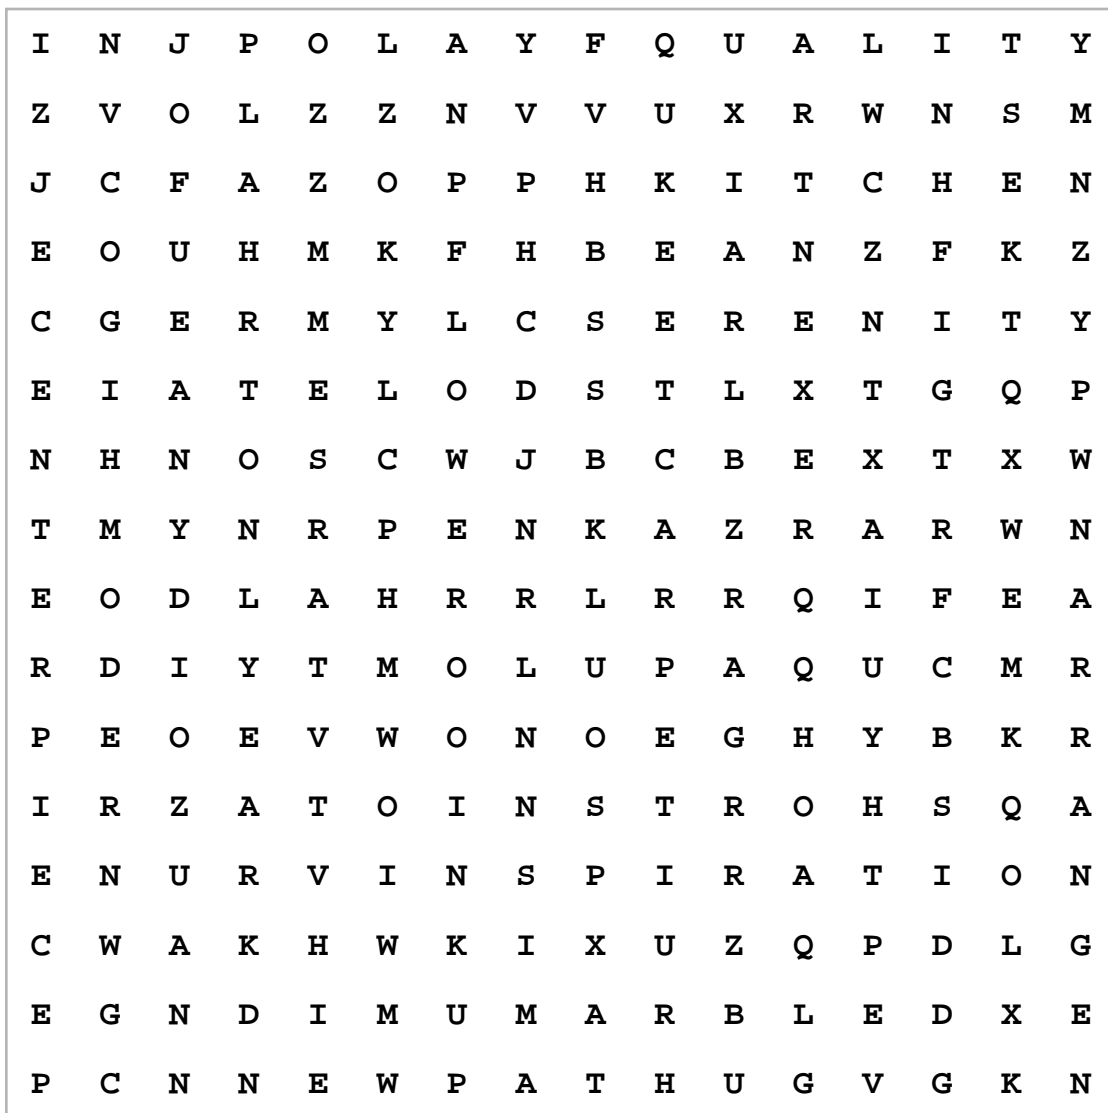 I N J P O L A Y F Q U A L I T Y
Z V O L Z Z N V V U X R W N S M
J C F A Z O P P H K I T C H E N
E O U H M K F H B E A N Z F K Z
C G E R M Y L C S E R E N I T Y
E I A T E L O D S T L X T G Q P
N H N O S C W J B C B E X T X W
T M Y N R P E N K A Z R A R W N
E O D L A H R R L R R Q I F E A
R D I Y T M O L U P A Q U C M R
P E O E V W O N O E G H Y B K R
I R Z A T O I N S T R O H S Q A
E N U R V I N S P I R A T I O N
C W A K H W K I X U Z Q P D L G
E G N D I M U M A R B L E D X E
P C N N E W P A T H U G V G K N